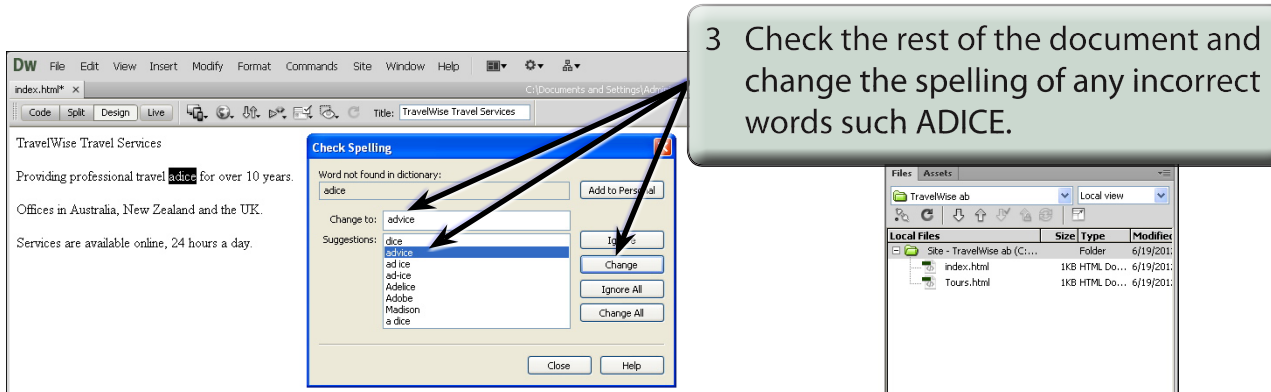 3 Check the rest of the document and
change the spelling of any incorrect
words such ADICE.
DW File Edit View Insert Modify Format Commands Site Window Help
index.html* × C:\Documents and Settings\Admin
Code Split Design Live Title: TravelWise Travel Services
TravelWise Travel Services
Providing professional travel adice for over 10 years.
Offices in Australia, New Zealand and the UK.
Services are available online, 24 hours a day.
Check Spelling
Word not found in dictionary:
adice Add to Personal
Change to: advice
Suggestions: dice
advice
ad ice
ad-ice
Adelice
Adobe
Madison
a dice
Ignore
Change
Ignore All
Change All
Close Help
Files Assets
TravelWise ab Local view
Local Files Size Type Modified
Site - TravelWise ab (C:... Folder 6/19/201
index.html 1KB HTML Do... 6/19/201
Tours.html 1KB HTML Do... 6/19/201